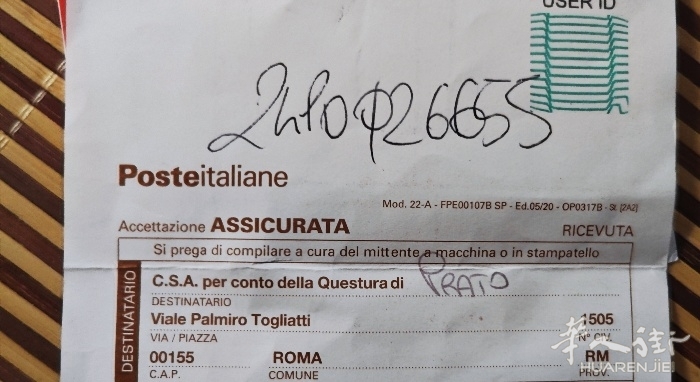 USER ID
24PD026655
Posteitaliane
Mod. 22-A - FPE00107B SP - Ed.05/20 - OP0317B - St. [2A2]
Accettazione ASSICURATA RICEVUTA
Si prega di compilare a cura del mittente a macchina o in stampatello
DESTINATARIO
C.S.A. per conto della Questura di PRATO
DESTINATARIO
Viale Palmiro Togliatti 1505
VIA / PIAZZA N° CIV.
00155 ROMA RM
C.A.P. COMUNE PROV.
华人街
HUARENJIE